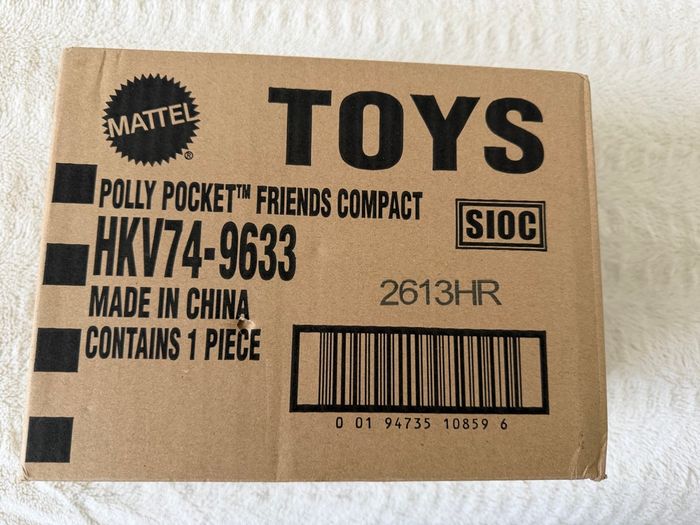 MATTEL
®
TOYS
POLLY POCKET™ FRIENDS COMPACT
HKV74-9633
SIOC
MADE IN CHINA
2613HR
CONTAINS 1 PIECE
0 01 94735 10859 6